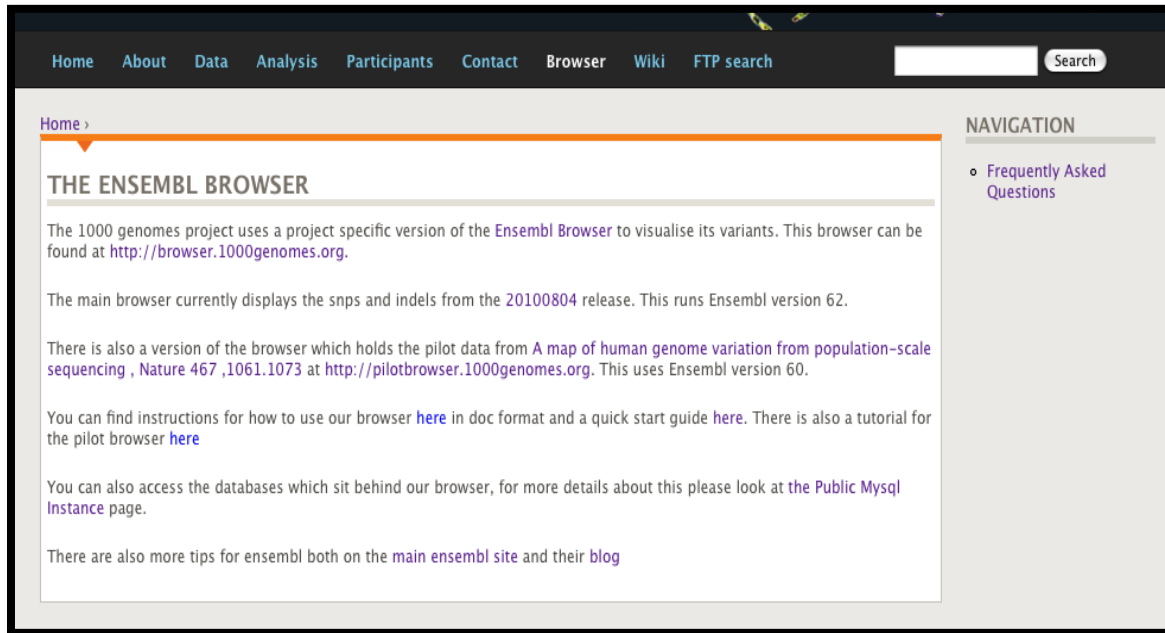 Home About Data Analysis Participants Contact Browser Wiki FTP search Search
Home ›
NAVIGATION
Frequently Asked
Questions
THE ENSEMBL BROWSER
The 1000 genomes project uses a project specific version of the Ensembl Browser to visualise its variants. This browser can be
found at http://browser.1000genomes.org.
The main browser currently displays the snps and indels from the 20100804 release. This runs Ensembl version 62.
There is also a version of the browser which holds the pilot data from A map of human genome variation from population-scale
sequencing , Nature 467 ,1061.1073 at http://pilotbrowser.1000genomes.org. This uses Ensembl version 60.
You can find instructions for how to use our browser here in doc format and a quick start guide here. There is also a tutorial for
the pilot browser here
You can also access the databases which sit behind our browser, for more details about this please look at the Public Mysql
Instance page.
There are also more tips for ensembl both on the main ensembl site and their blog